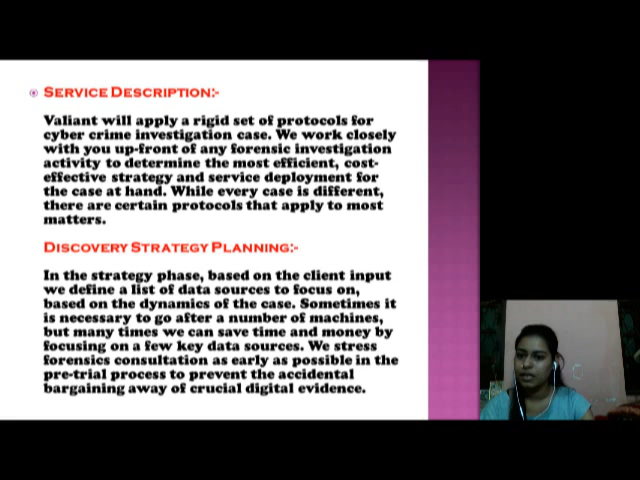 SERVICE DESCRIPTION:-
Valiant will apply a rigid set of protocols for
cyber crime investigation case. We work closely
with you up-front of any forensic investigation
activity to determine the most efficient, cost-
effective strategy and service deployment for
the case at hand. While every case is different,
there are certain protocols that apply to most
matters.
DISCOVERY STRATEGY PLANNING:-
In the strategy phase, based on the client input
we define a list of data sources to focus on,
based on the dynamics of the case. Sometimes it
is necessary to go after a number of machines,
but many times we can save time and money by
focusing on a few key data sources. We stress
forensics consultation as early as possible in the
pre-trial process to prevent the accidental
bargaining away of crucial digital evidence.